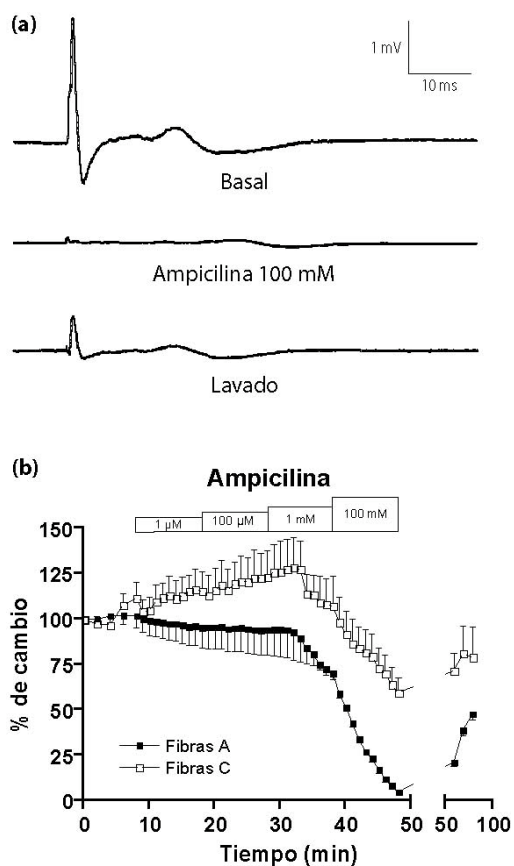 (a)
1 mV
10 ms
Basal
Ampicilina 100 mM
Lavado
(b)
Ampicilina
1 µM 100 µM 1 mM 100 mM
% de cambio
150
125
100
75
50
25
0
Fibras A
Fibras C
0 10 20 30 40 50 50 100
Tiempo (min)